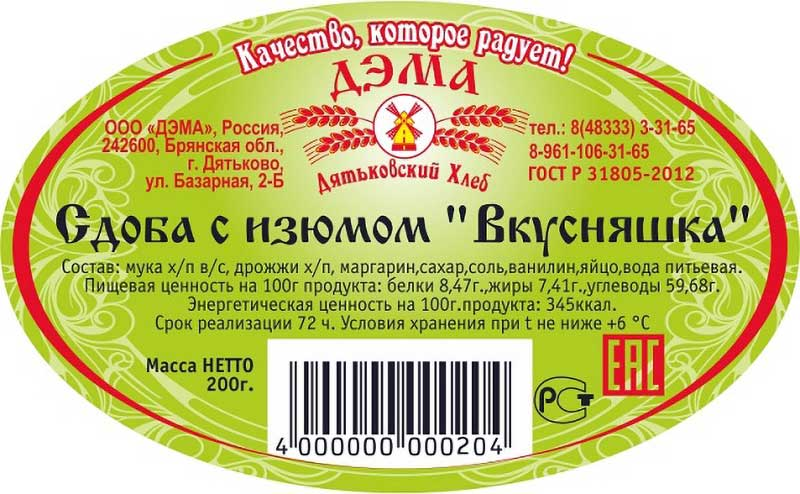 Качество, которое радует!
ДЭМА
Дятьковский Хлеб
ООО «ДЭМА», Россия,
242600, Брянская обл.,
г. Дятьково,
ул. Базарная, 2-Б
тел.: 8(48333) 3-31-65
8-961-106-31-65
ГОСТ Р 31805-2012
Сдоба с изюмом "Вкусняшка"
Состав: мука х/п в/с, дрожжи х/п, маргарин,сахар,соль,ванилин,яйцо,вода питьевая.
Пищевая ценность на 100г продукта: белки 8,47г.,жиры 7,41г.,углеводы 59,68г.
Энергетическая ценность на 100г.продукта: 345ккал.
Срок реализации 72 ч. Условия хранения при t не ниже +6 °С
Масса НЕТТО
200г.
4 000000 000204
РСТ
ЕАС